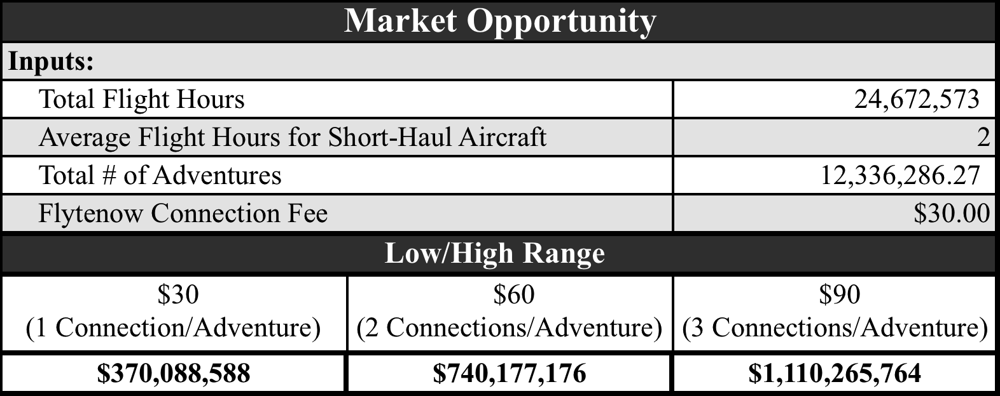 Market Opportunity
Inputs:
Total Flight Hours 24,672,573
Average Flight Hours for Short-Haul Aircraft 2
Total # of Adventures 12,336,286.27
Flytenow Connection Fee $30.00
Low/High Range
$30 $60 $90
(1 Connection/Adventure) (2 Connections/Adventure) (3 Connections/Adventure)
$370,088,588 $740,177,176 $1,110,265,764